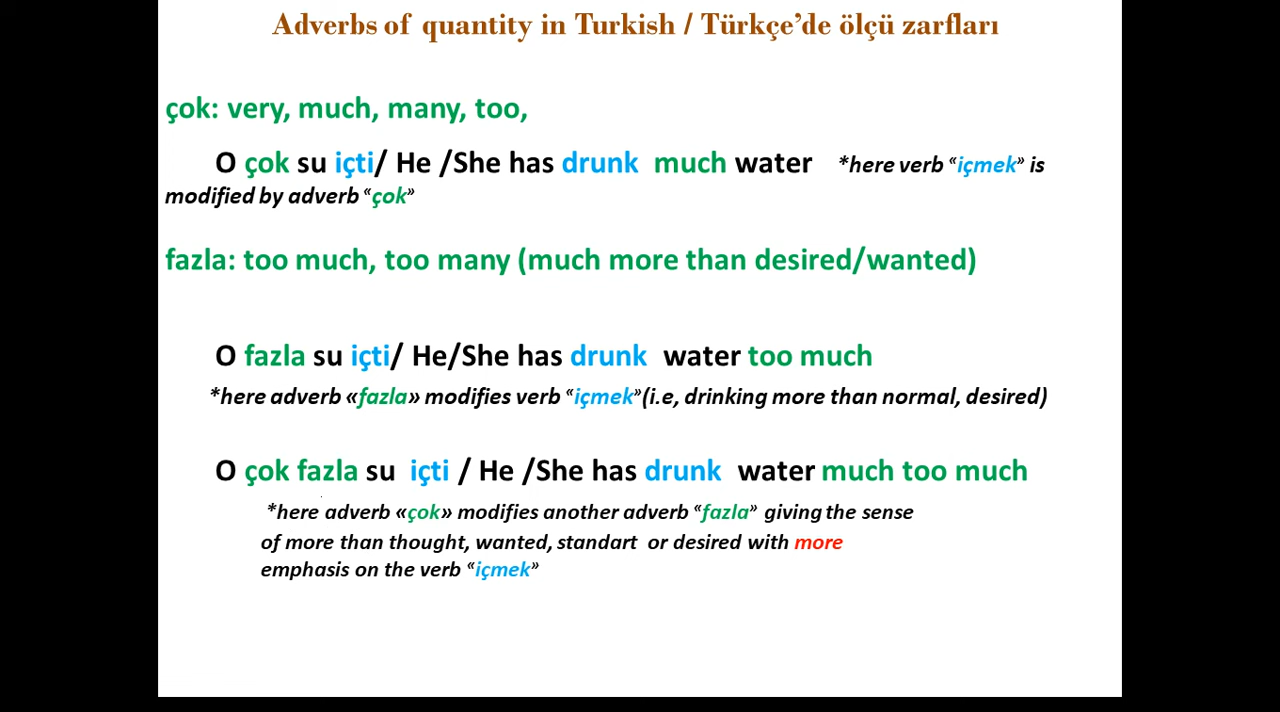 Adverbs of quantity in Turkish / Türkçe’de ölçü zarfları
çok: very, much, many, too,
O çok su içti/ He /She has drunk much water *here verb “içmek” is
modified by adverb “çok”
fazla: too much, too many (much more than desired/wanted)
O fazla su içti/ He/She has drunk water too much
*here adverb «fazla» modifies verb “içmek”(i.e, drinking more than normal, desired)
O çok fazla su içti / He /She has drunk water much too much
*here adverb «çok» modifies another adverb “fazla” giving the sense
of more than thought, wanted, standart or desired with more
emphasis on the verb “içmek”